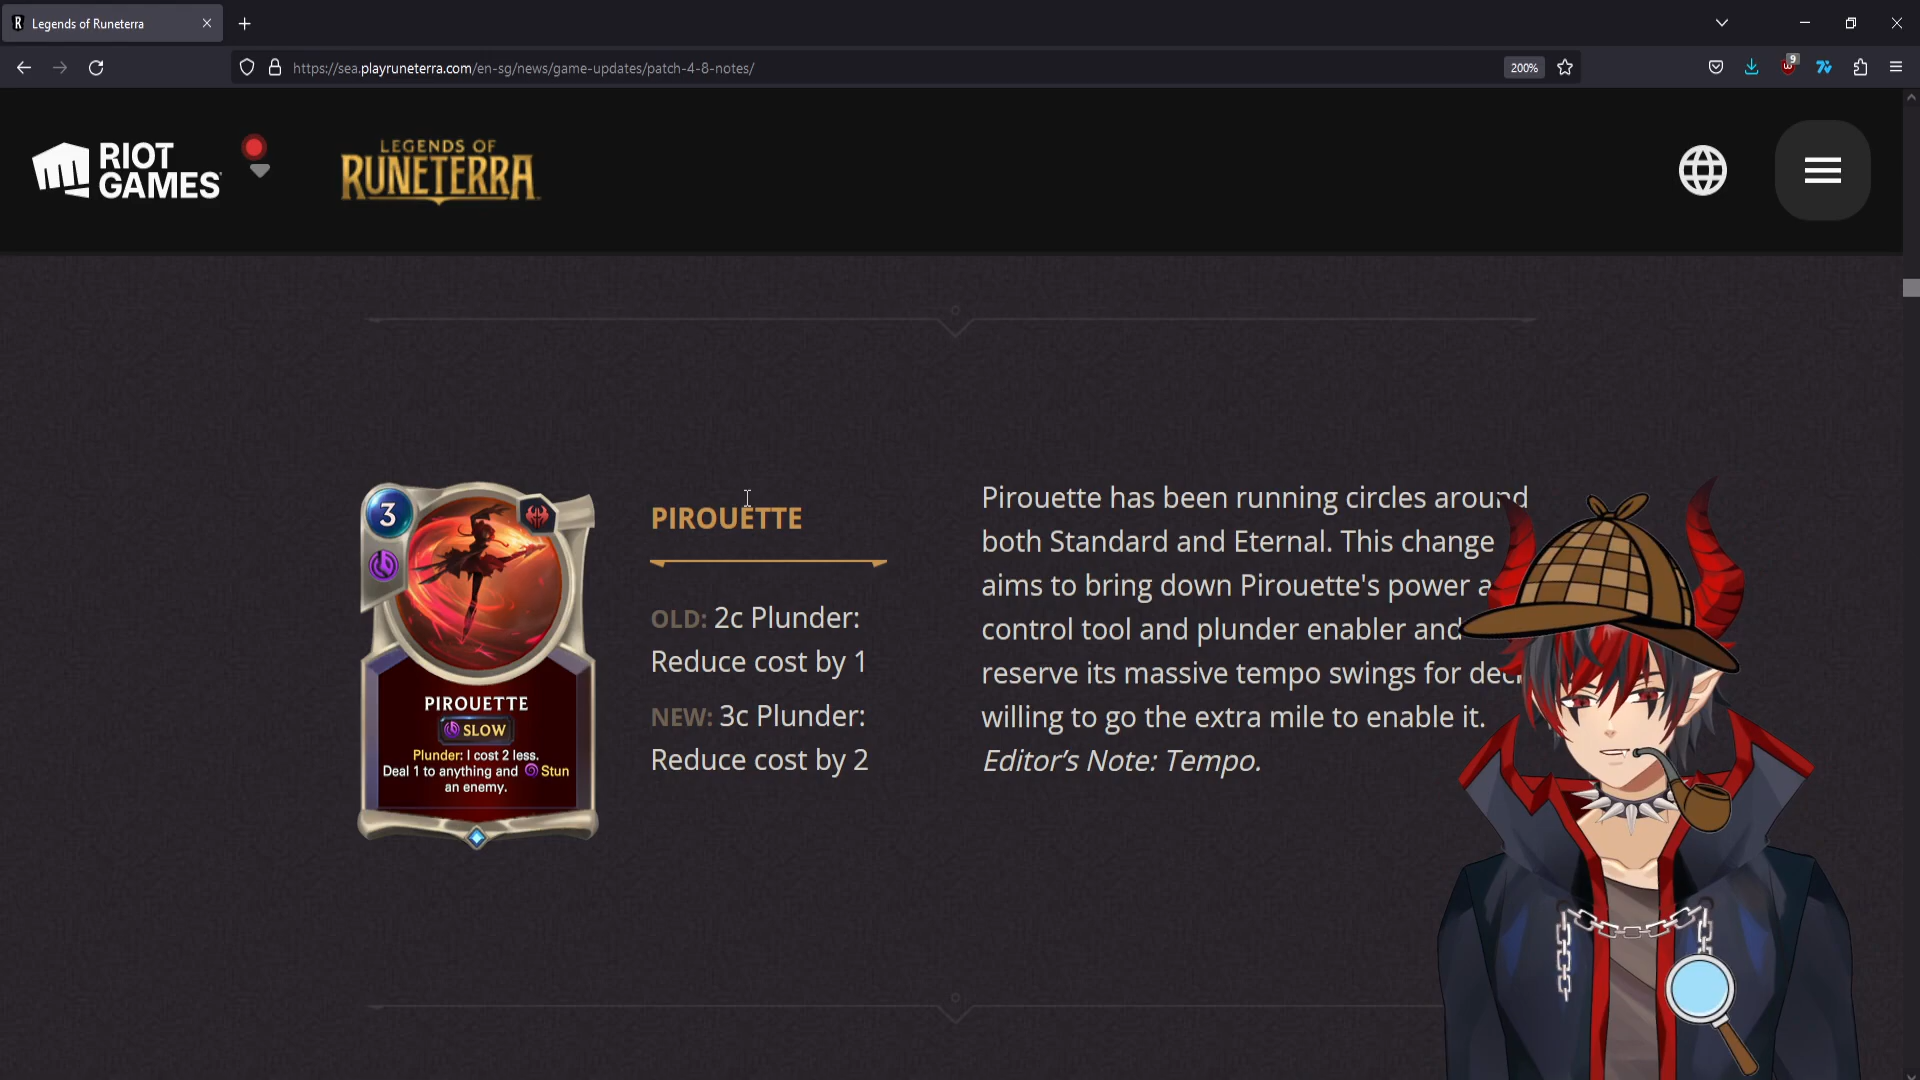 Legends of Runeterra
https://sea.playruneterra.com/en-sg/news/game-updates/patch-4-8-notes/
200%
9
RIOT
GAMES
LEGENDS OF
RUNETERRA
3
PIROUETTE
SLOW
Plunder: I cost 2 less.
Deal 1 to anything and Stun
an enemy.
PIROUETTE
OLD: 2c Plunder:
Reduce cost by 1
NEW: 3c Plunder:
Reduce cost by 2
Pirouette has been running circles around
both Standard and Eternal. This change
aims to bring down Pirouette's power
control tool and plunder enabler and
reserve its massive tempo swings for
willing to go the extra mile to enable it.
Editor's Note: Tempo.